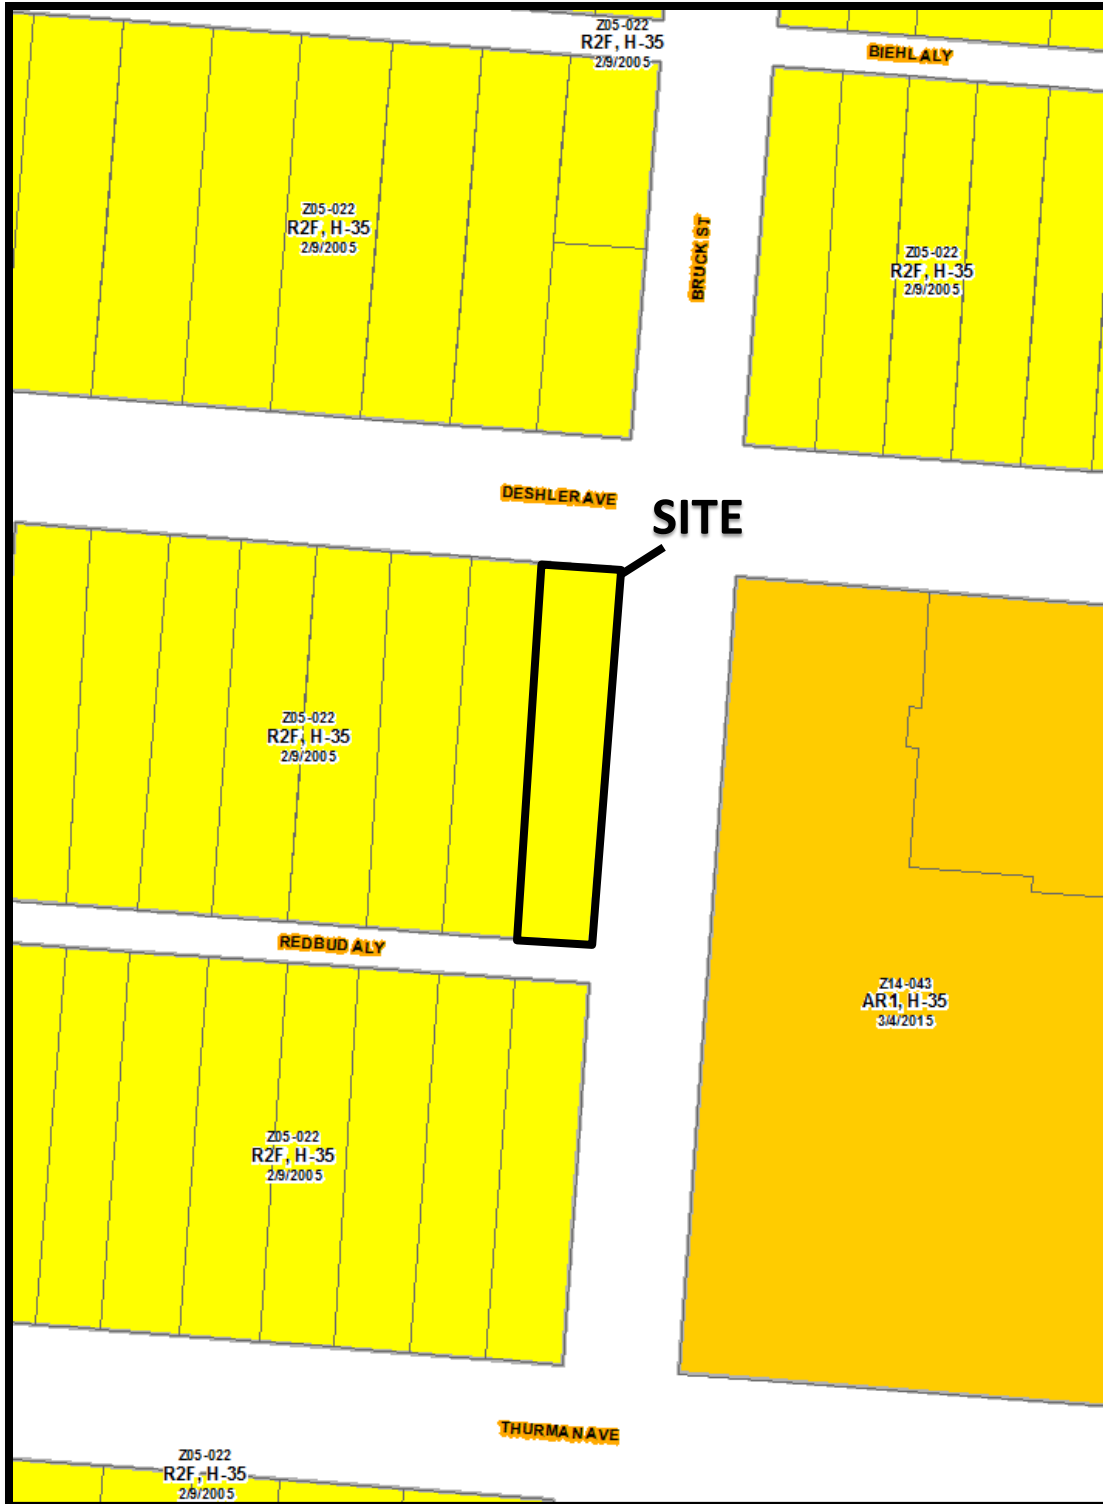 Z05-022
R2F, H-35
2/9/2005
BIEHL ALY
Z05-022
R2F, H-35
2/9/2005
BRUCK ST
Z05-022
R2F, H-35
2/9/2005
DESHLER AVE
SITE
Z05-022
R2F, H-35
2/9/2005
REDBUD ALY
Z14-043
AR1, H-35
3/4/2015
Z05-022
R2F, H-35
2/9/2005
THURMAN AVE
Z05-022
R2F, H-35
2/9/2005